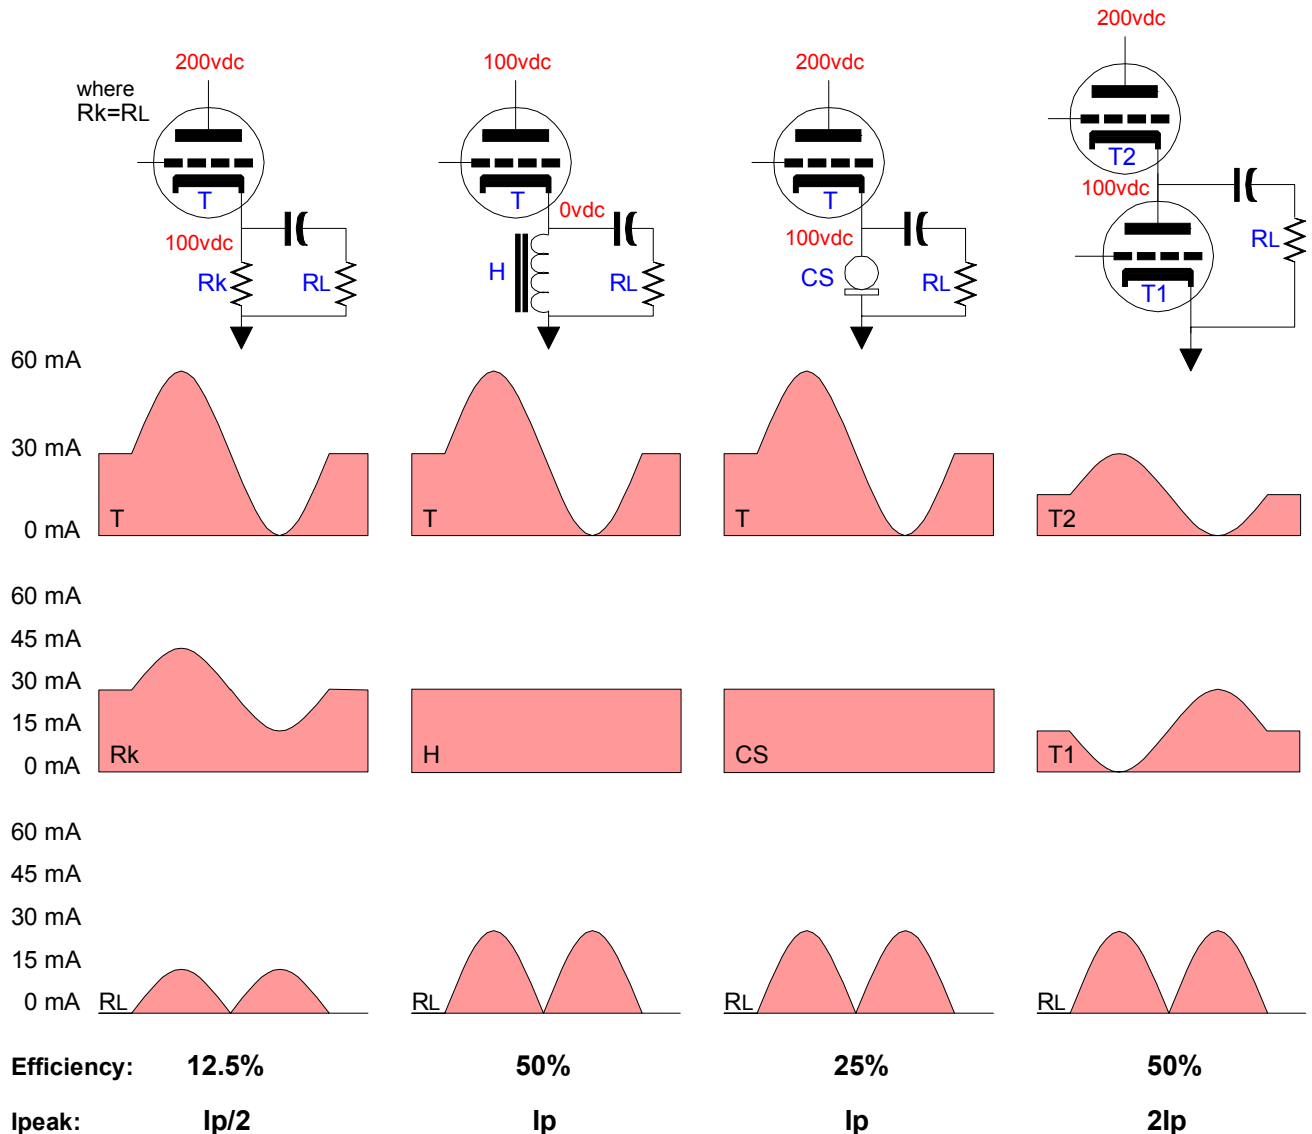 200vdc
where
Rk=RL
T
100vdc
Rk
RL
100vdc
T
0vdc
H
RL
200vdc
T
100vdc
CS
RL
200vdc
T2
100vdc
RL
T1
60 mA
30 mA
0 mA
T
T
T
T2
60 mA
45 mA
30 mA
15 mA
0 mA
Rk
H
CS
T1
60 mA
45 mA
30 mA
15 mA
0 mA
RL
RL
RL
RL
Efficiency: 12.5% 50% 25% 50%
Ipeak: Ip/2 Ip Ip 2Ip